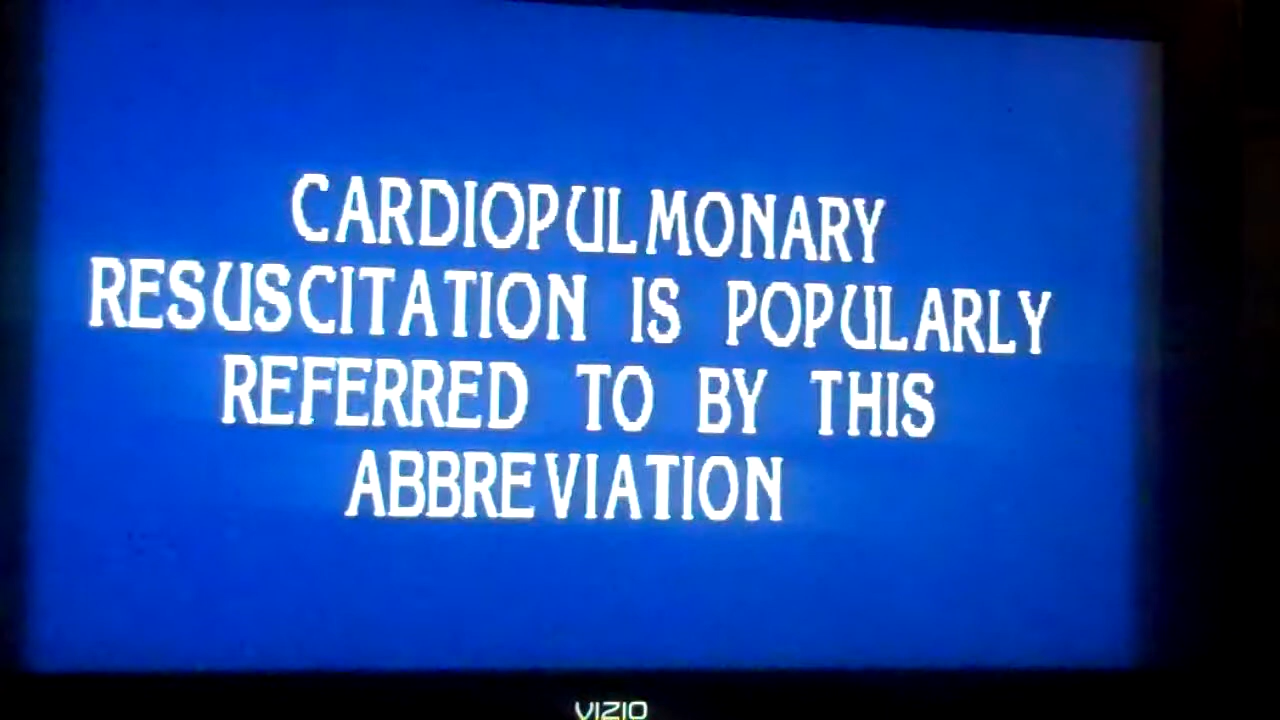 CARDIOPULMONARY
RESUSCITATION IS POPULARLY
REFERRED TO BY THIS
ABBREVIATION
VIZIO